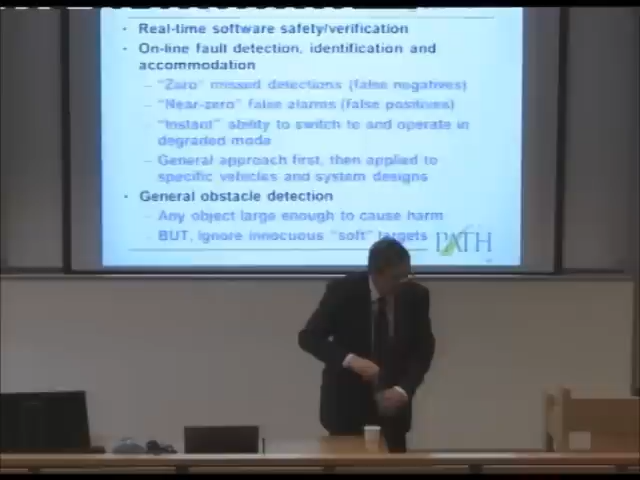 • Real-time software safety/verification
• On-line fault detection, identification and
accommodation
– "Zero" missed detections (false negatives)
– "Near-zero" false alarms (false positives)
– "Instant" ability to switch to and operate in
degraded mode
– General approach first, then applied to
specific vehicles and system designs
• General obstacle detection
– Any object large enough to cause harm
– BUT, ignore innocuous "soft" targets
PATH